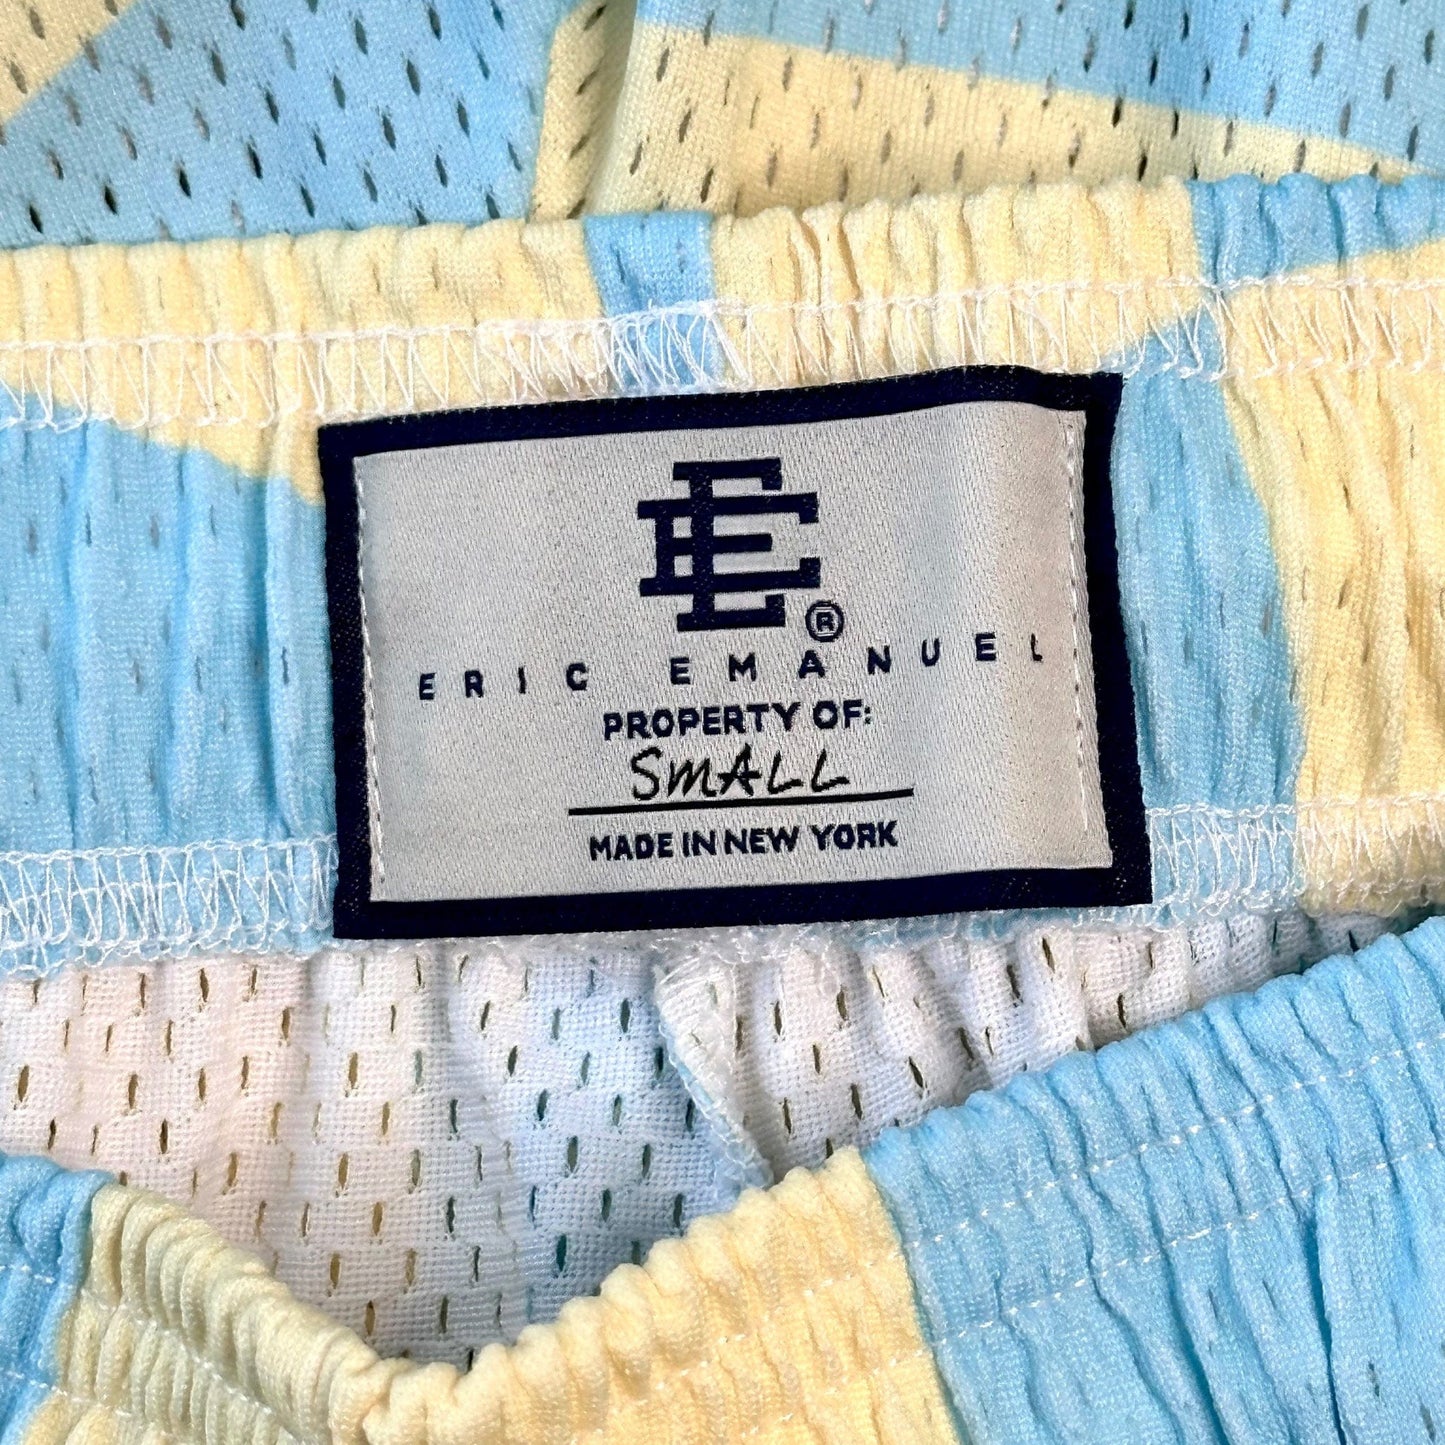 EE®
ERIC EMANUEL
PROPERTY OF:
SMALL
MADE IN NEW YORK